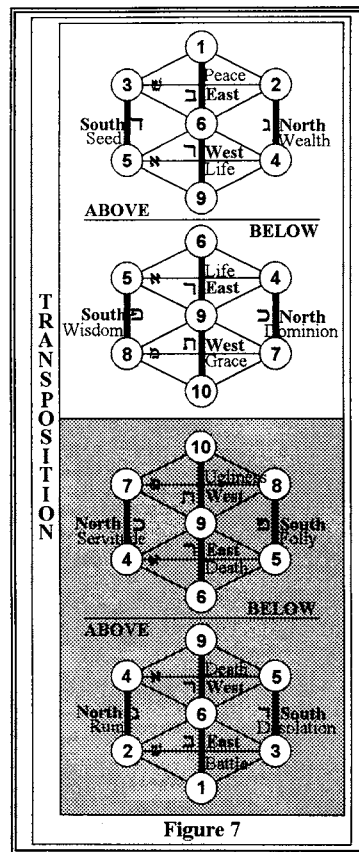 TRANSPOSITION
1
3 ש Peace 2
ב East
South ד 6 ג North
Seed Wealth
5 א ר West 4
Life
9
ABOVE
BELOW
6
5 א Life 4
ר East
South פ 9 כ North
Wisdom Dominion
8 מ ת West 7
Grace
10
10
7 מ Ugliness 8
ת West
North כ 9 פ South
Servitude Folly
4 א ר East 5
Death
6
BELOW
ABOVE
9
4 א Death 5
ר West
North ג 6 ד South
Ruin Desolation
2 ש ב East 3
Battle
1
Figure 7